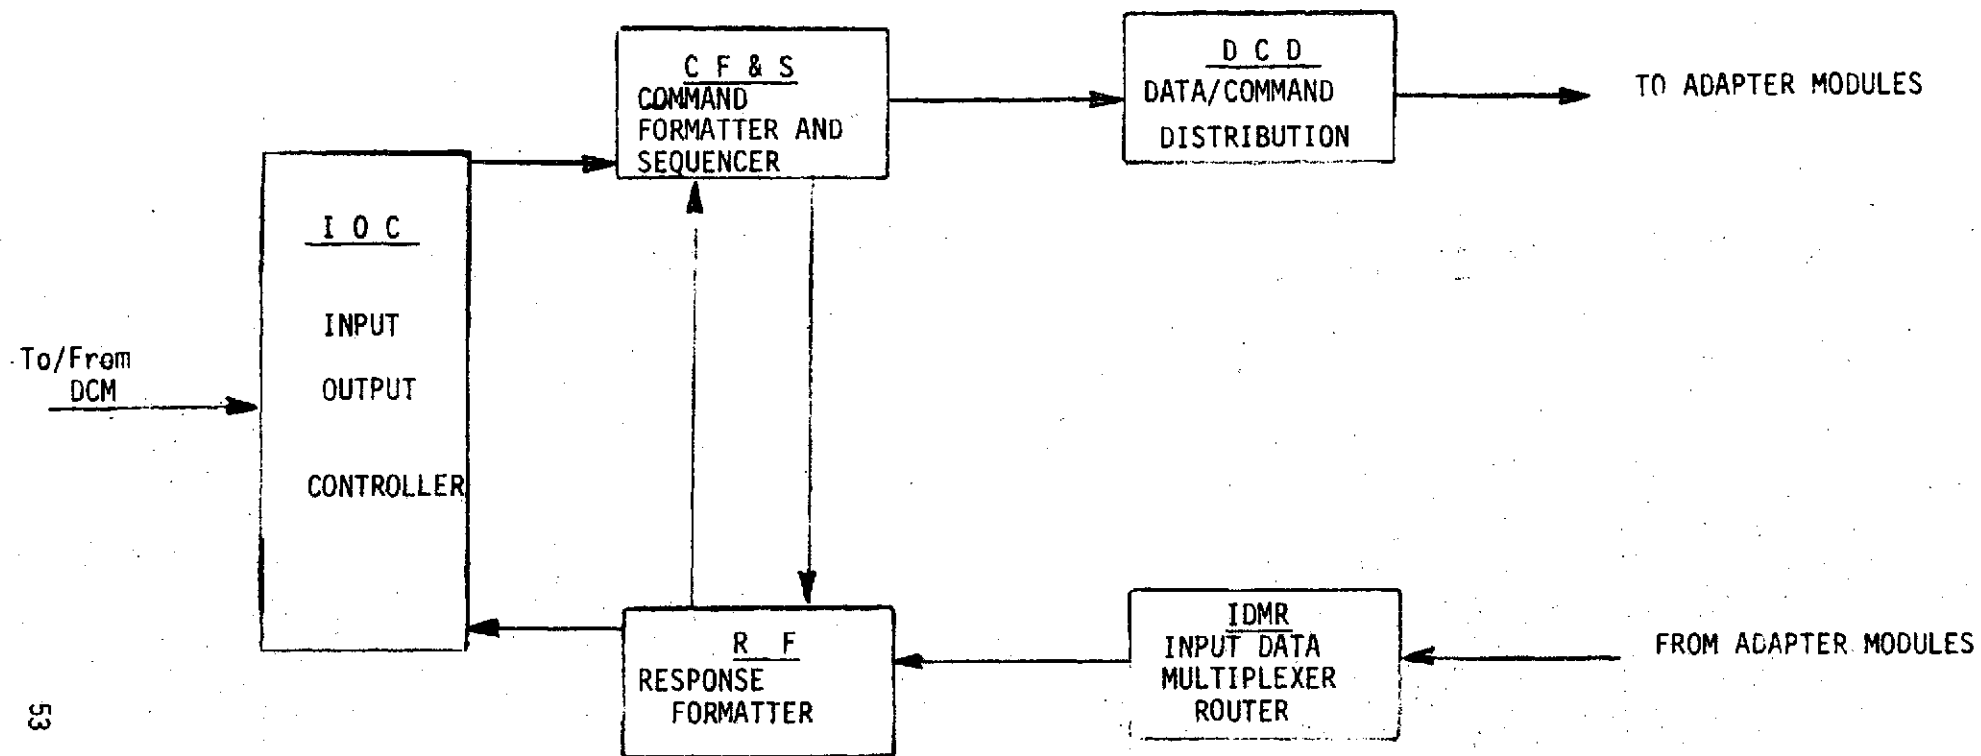 C F & S
COMMAND
FORMATTER AND
SEQUENCER
D C D
DATA/COMMAND
DISTRIBUTION
TO ADAPTER MODULES
I O C
INPUT
OUTPUT
CONTROLLER
To/From
DCM
R F
RESPONSE
FORMATTER
IDMR
INPUT DATA
MULTIPLEXER
ROUTER
FROM ADAPTER MODULES
53